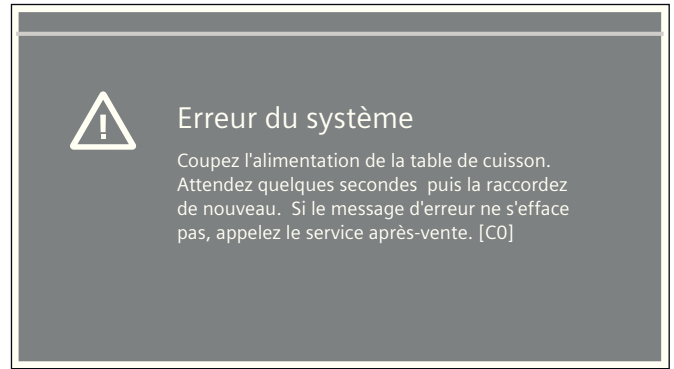 Erreur du système
Coupez l'alimentation de la table de cuisson.
Attendez quelques secondes  puis la raccordez
de nouveau.  Si le message d'erreur ne s'efface
pas, appelez le service après-vente. [C0]